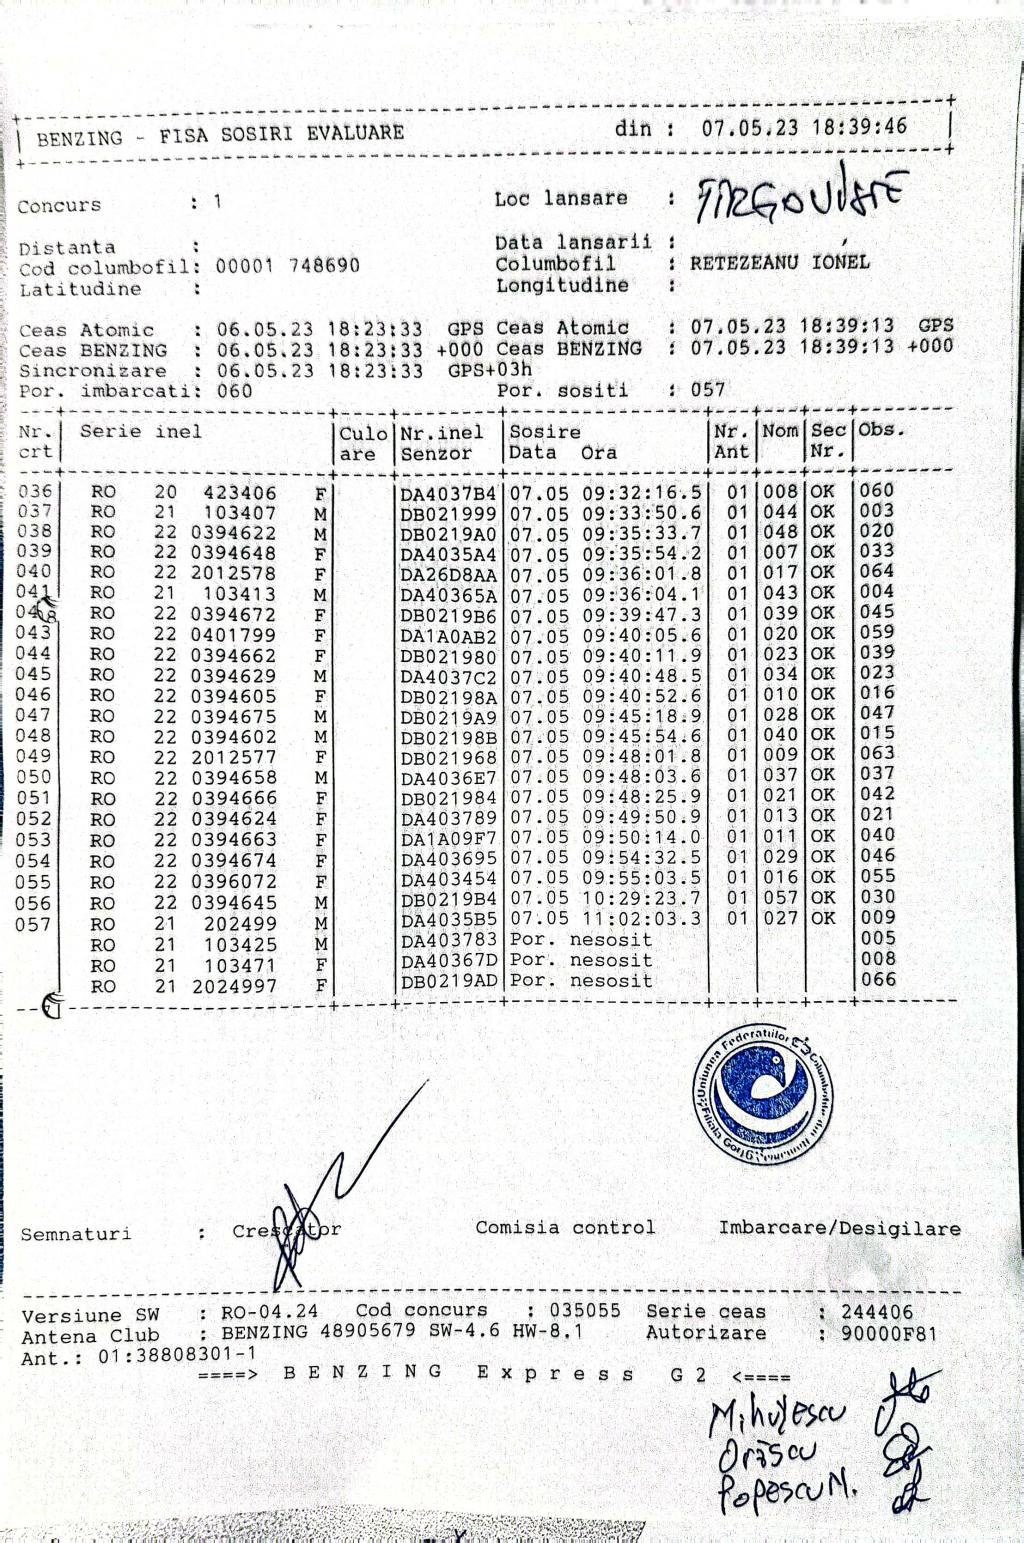 BENZING - FISA SOSIRI EVALUARE din : 07.05.23 18:39:46
Concurs : 1 Loc lansare : TIRGOVISTE
Distanta : Data lansarii :
Cod columbofil: 00001 748690 Columbofil : RETEZEANU IONEL
Latitudine : Longitudine :
Ceas Atomic : 06.05.23 18:23:33 GPS Ceas Atomic : 07.05.23 18:39:13 GPS
Ceas BENZING : 06.05.23 18:23:33 +000 Ceas BENZING : 07.05.23 18:39:13 +000
Sincronizare : 06.05.23 18:23:33 GPS+03h
Por. imbarcati: 060 Por. sositi : 057
Nr. Serie inel Culo Nr.inel Sosire Nr. Nom Sec Obs.
crt are Senzor Data Ora Ant Nr.
036 RO 20 423406 F DA4037B4 07.05 09:32:16.5 01 008 OK 060
037 RO 21 103407 M DB021999 07.05 09:33:50.6 01 044 OK 003
038 RO 22 0394622 M DB0219A0 07.05 09:35:33.7 01 048 OK 020
039 RO 22 0394648 F DA4035A4 07.05 09:35:54.2 01 007 OK 033
040 RO 22 2012578 F DA26D8AA 07.05 09:36:01.8 01 017 OK 064
041 RO 21 103413 M DA40365A 07.05 09:36:04.1 01 043 OK 004
RO 22 0394672 F DB0219B6 07.05 09:39:47.3 01 039 OK 045
043 RO 22 0401799 F DA1A0AB2 07.05 09:40:05.6 01 020 OK 059
044 RO 22 0394662 F DB021980 07.05 09:40:11.9 01 023 OK 039
045 RO 22 0394629 M DA4037C2 07.05 09:40:48.5 01 034 OK 023
046 RO 22 0394605 F DB02198A 07.05 09:40:52.6 01 010 OK 016
047 RO 22 0394675 M DB0219A9 07.05 09:45:18.9 01 028 OK 047
048 RO 22 0394602 M DB02198B 07.05 09:45:54.6 01 040 OK 015
049 RO 22 2012577 F DB021968 07.05 09:48:01.8 01 009 OK 063
050 RO 22 0394658 M DA4036E7 07.05 09:48:03.6 01 037 OK 037
051 RO 22 0394666 F DB021984 07.05 09:48:25.9 01 021 OK 042
052 RO 22 0394624 F DA403789 07.05 09:49:50.9 01 013 OK 021
053 RO 22 0394663 F DA1A09F7 07.05 09:50:14.0 01 011 OK 040
054 RO 22 0394674 F DA403695 07.05 09:54:32.5 01 029 OK 046
055 RO 22 0396072 F DA403454 07.05 09:55:03.5 01 016 OK 055
056 RO 22 0394645 M DB0219B4 07.05 10:29:23.7 01 057 OK 030
057 RO 21 202499 M DA4035B5 07.05 11:02:03.3 01 027 OK 009
RO 21 103425 M DA403783 Por. nesosit 005
RO 21 103471 F DA40367D Por. nesosit 008
RO 21 2024997 F DB0219AD Por. nesosit 066
Uniunea Federatiilor Columbofile din
Filiala Gorj
Semnaturi : Crescator Comisia control Imbarcare/Desigilare
Versiune SW : RO-04.24 Cod concurs : 035055 Serie ceas : 244406
Antena Club : BENZING 48905679 SW-4.6 HW-8.1 Autorizare : 90000F81
Ant.: 01:38808301-1
====> B E N Z I N G E x p r e s s G 2 <====
Mihuțescu
Orăscu
Popescu N.